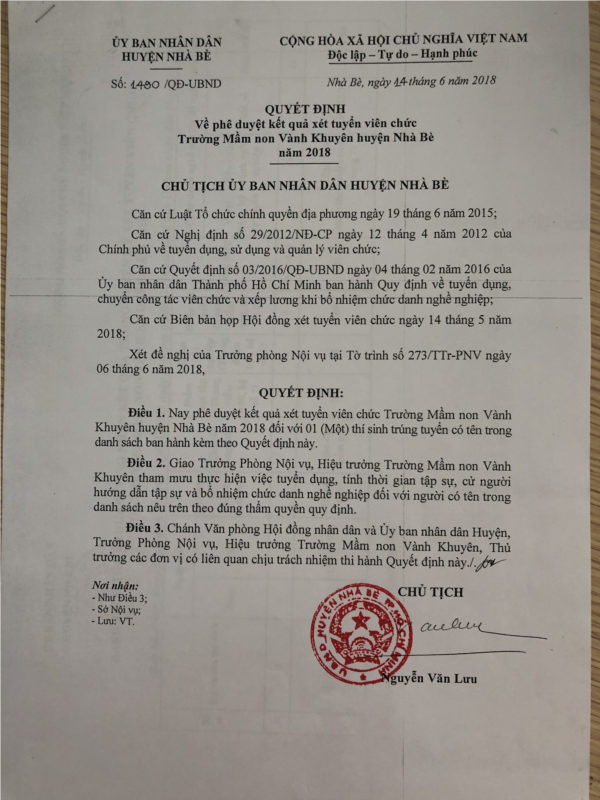 ỦY BAN NHÂN DÂN
HUYỆN NHÀ BÈ
Số: 1480 /QĐ-UBND
CỘNG HÒA XÃ HỘI CHỦ NGHĨA VIỆT NAM
Độc lập – Tự do – Hạnh phúc
Nhà Bè, ngày 14 tháng 6 năm 2018
QUYẾT ĐỊNH
Về phê duyệt kết quả xét tuyển viên chức
Trường Mầm non Vành Khuyên huyện Nhà Bè
năm 2018
CHỦ TỊCH ỦY BAN NHÂN DÂN HUYỆN NHÀ BÈ
Căn cứ Luật Tổ chức chính quyền địa phương ngày 19 tháng 6 năm 2015;
Căn cứ Nghị định số 29/2012/NĐ-CP ngày 12 tháng 4 năm 2012 của
Chính phủ về tuyển dụng, sử dụng và quản lý viên chức;
Căn cứ Quyết định số 03/2016/QĐ-UBND ngày 04 tháng 02 năm 2016 của
Ủy ban nhân dân Thành phố Hồ Chí Minh ban hành Quy định về tuyển dụng,
chuyển công tác viên chức và xếp lương khi bổ nhiệm chức danh nghề nghiệp;
Căn cứ Biên bản họp Hội đồng xét tuyển viên chức ngày 14 tháng 5 năm
2018;
Xét đề nghị của Trưởng phòng Nội vụ tại Tờ trình số 273/TTr-PNV ngày
06 tháng 6 năm 2018,
QUYẾT ĐỊNH:
Điều 1. Nay phê duyệt kết quả xét tuyển viên chức Trường Mầm non Vành
Khuyên huyện Nhà Bè năm 2018 đối với 01 (Một) thí sinh trúng tuyển có tên trong
danh sách ban hành kèm theo Quyết định này.
Điều 2. Giao Trưởng Phòng Nội vụ, Hiệu trưởng Trường Mầm non Vành
Khuyên tham mưu thực hiện việc tuyển dụng, tính thời gian tập sự, cử người
hướng dẫn tập sự và bổ nhiệm chức danh nghề nghiệp đối với người có tên trong
danh sách nêu trên theo đúng thẩm quyền quy định.
Điều 3. Chánh Văn phòng Hội đồng nhân dân và Ủy ban nhân dân Huyện,
Trưởng Phòng Nội vụ, Hiệu trưởng Trường Mầm non Vành Khuyên, Thủ
trưởng các đơn vị có liên quan chịu trách nhiệm thi hành Quyết định này./.
Nơi nhận:
- Như Điều 3;
- Sở Nội vụ;
- Lưu: VT.
CHỦ TỊCH
U.B.N.D HUYỆN NHÀ BÈ TP.HỒ CHÍ MINH
Nguyễn Văn Lưu